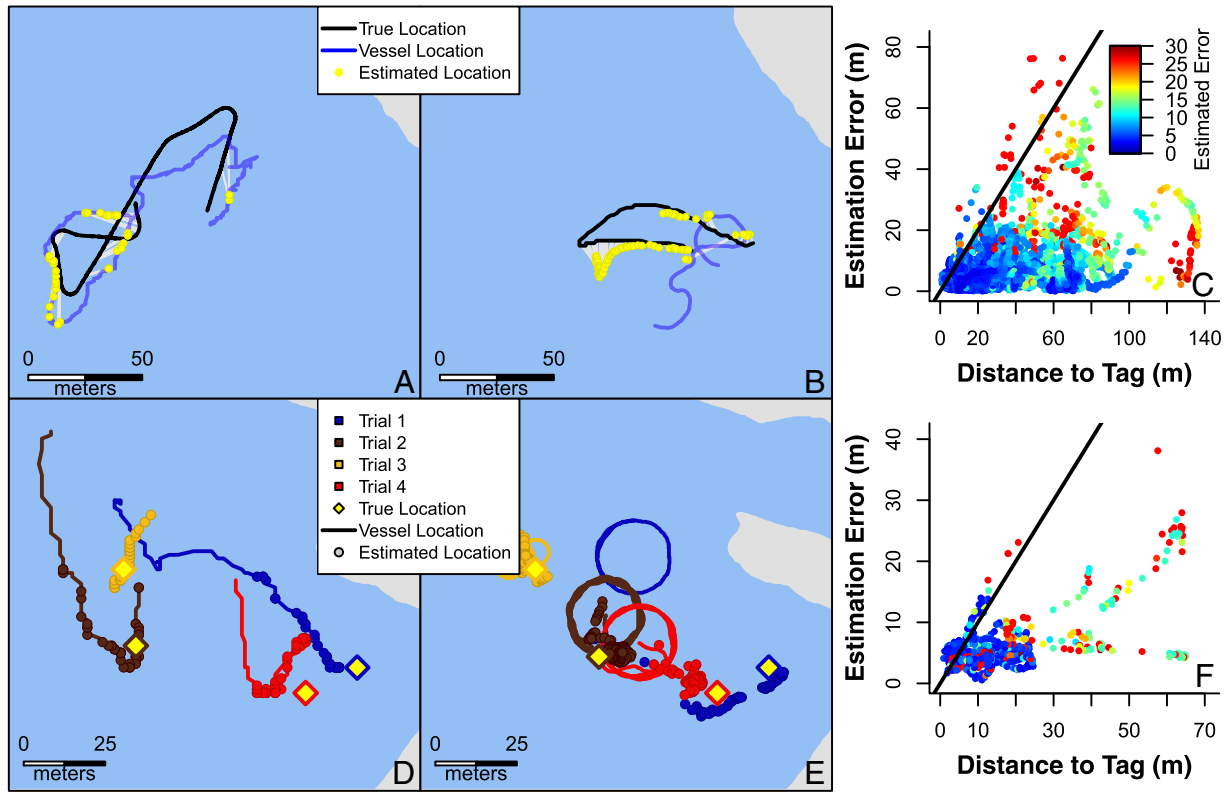 True Location
Vessel Location
Estimated Location
0 50
meters
A
0 50
meters
B
Estimation Error (m)
80
60
40
20
0
0 20 60 100 140
Distance to Tag (m)
30
25
20
15
10
5
0
Estimated Error
C
Trial 1
Trial 2
Trial 3
Trial 4
True Location
Vessel Location
Estimated Location
0 25
meters
D
0 25
meters
E
Estimation Error (m)
40
30
20
10
0
0 10 30 50 70
Distance to Tag (m)
F